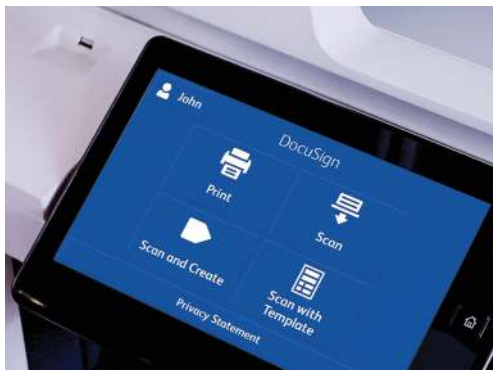 John
DocuSign
Print
Scan
Scan and Create
Scan with
Template
Privacy Statement